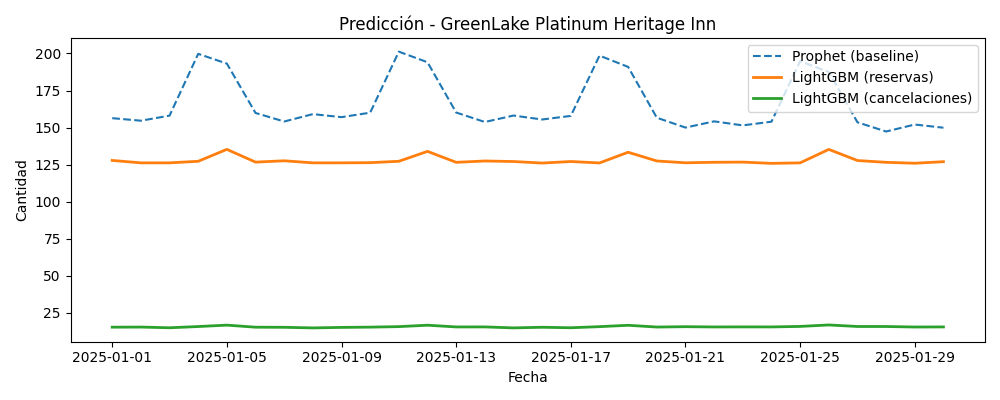 Predicción - GreenLake Platinum Heritage Inn
Prophet (baseline)
LightGBM (reservas)
LightGBM (cancelaciones)
Cantidad
200
175
150
125
100
75
50
25
2025-01-01 2025-01-05 2025-01-09 2025-01-13 2025-01-17 2025-01-21 2025-01-25 2025-01-29
Fecha